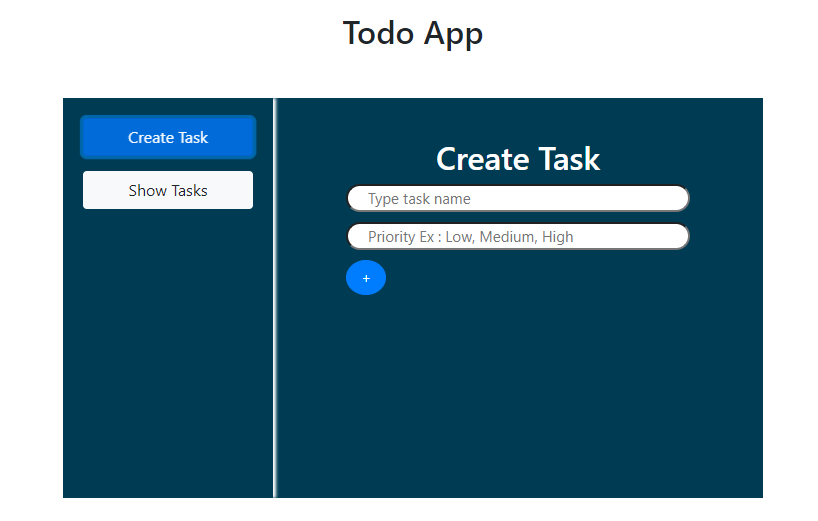 Todo App
Create Task
Show Tasks
Create Task
Type task name
Priority Ex : Low, Medium, High
+